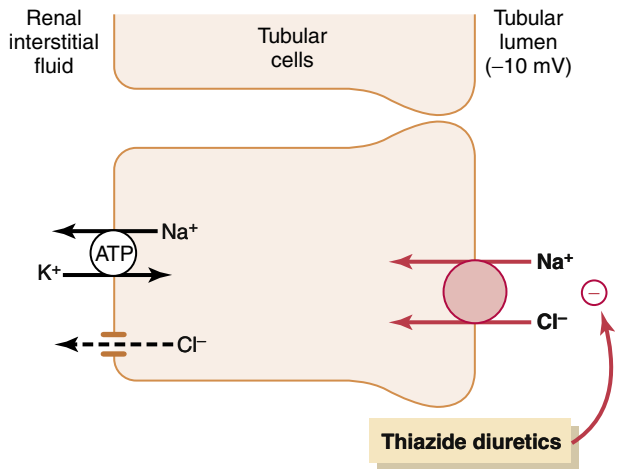 Renal
interstitial
fluid
Tubular
cells
Tubular
lumen
(–10 mV)
Na+
ATP
K+
Cl–
Na+
Cl–
–
Thiazide diuretics